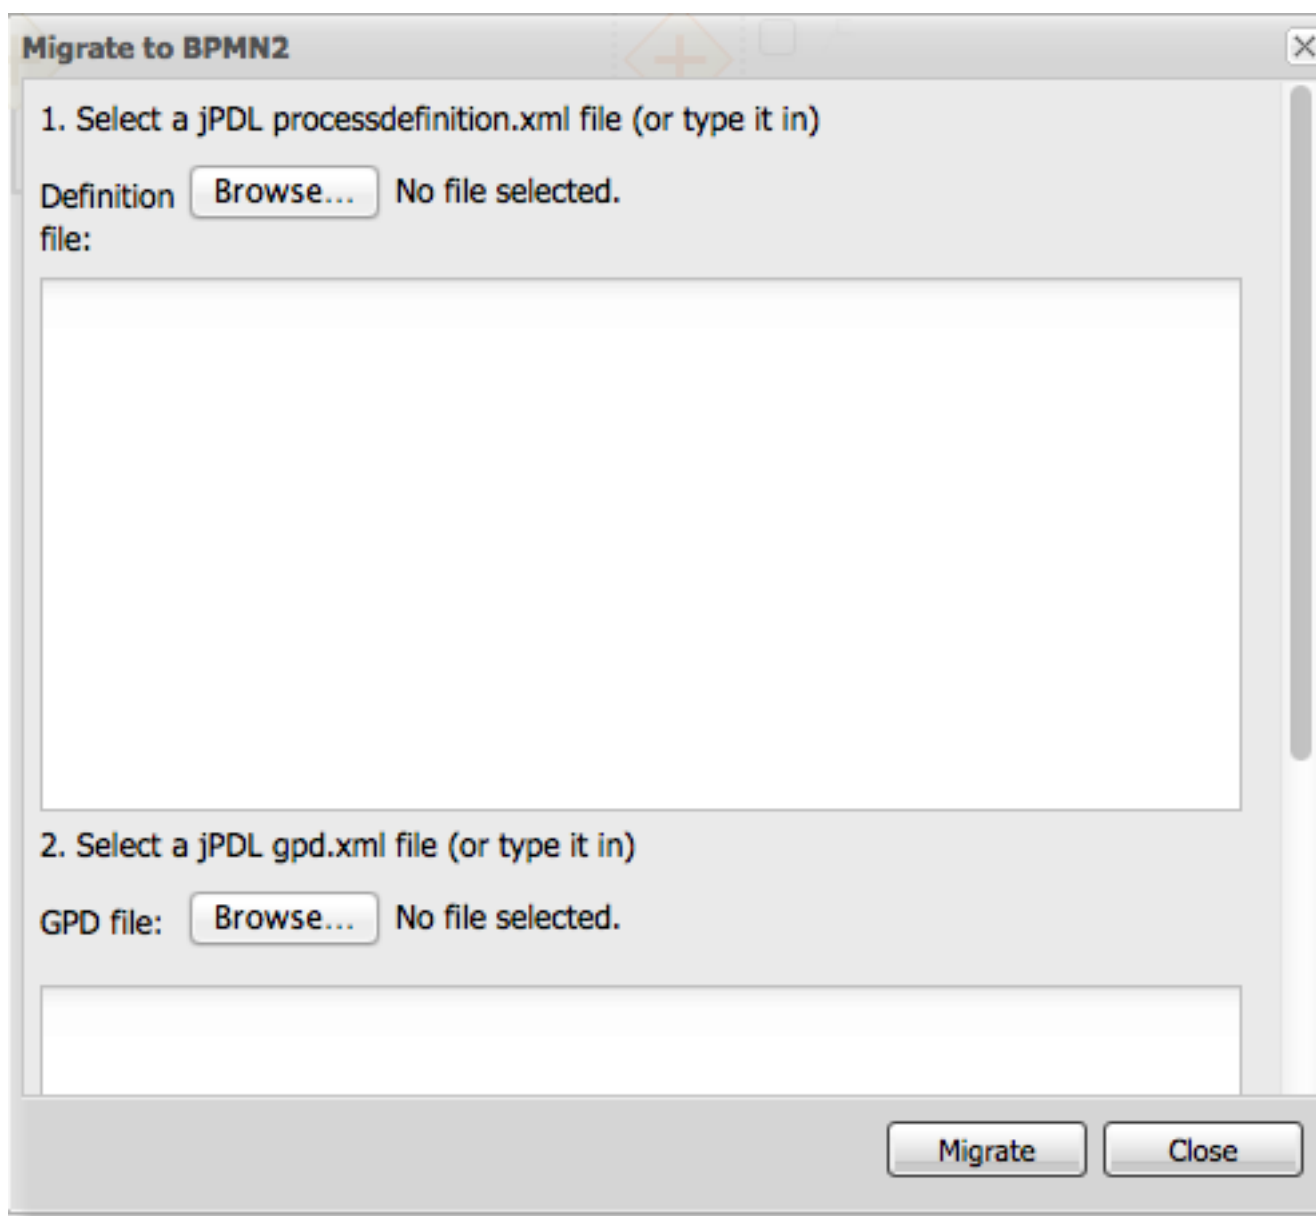 Migrate to BPMN2
1. Select a jPDL processdefinition.xml file (or type it in)
Definition file:
Browse...
No file selected.
2. Select a jPDL gpd.xml file (or type it in)
GPD file:
Browse...
No file selected.
Migrate
Close